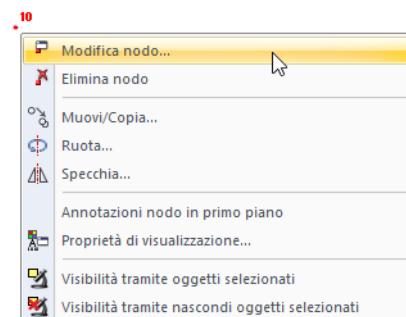 10
Modifica nodo...
Elimina nodo
Muovi/Copia...
Ruota...
Specchia...
Annotazioni nodo in primo piano
Proprietà di visualizzazione...
Visibilità tramite oggetti selezionati
Visibilità tramite nascondi oggetti selezionati